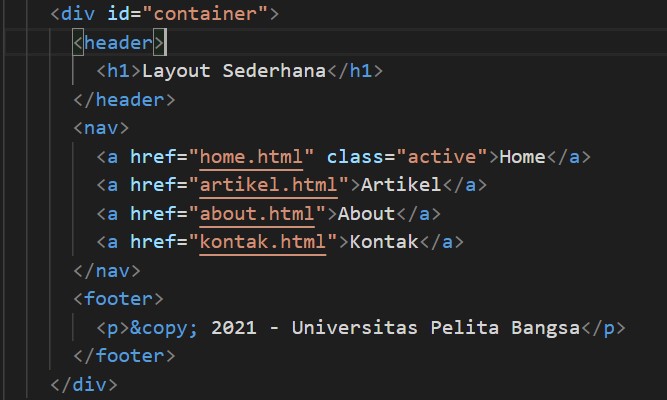 <div id="container">
<header>
<h1>Layout Sederhana</h1>
</header>
<nav>
<a href="home.html" class="active">Home</a>
<a href="artikel.html">Artikel</a>
<a href="about.html">About</a>
<a href="kontak.html">Kontak</a>
</nav>
<footer>
<p>&copy; 2021 - Universitas Pelita Bangsa</p>
</footer>
</div>